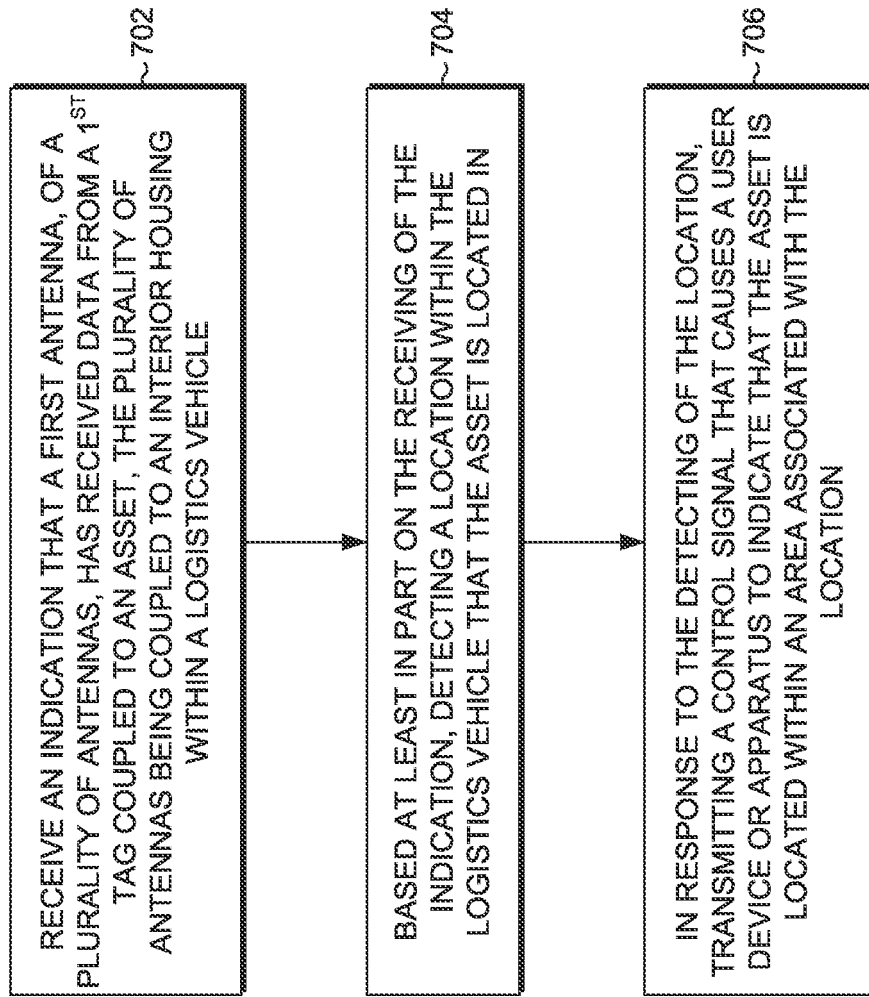 RECEIVE AN INDICATION THAT A FIRST ANTENNA, OF A
PLURALITY OF ANTENNAS, HAS RECEIVED DATA FROM A 1ST
TAG COUPLED TO AN ASSET, THE PLURALITY OF
ANTENNAS BEING COUPLED TO AN INTERIOR HOUSING
WITHIN A LOGISTICS VEHICLE
702
BASED AT LEAST IN PART ON THE RECEIVING OF THE
INDICATION, DETECTING A LOCATION WITHIN THE
LOGISTICS VEHICLE THAT THE ASSET IS LOCATED IN
704
IN RESPONSE TO THE DETECTING OF THE LOCATION,
TRANSMITTING A CONTROL SIGNAL THAT CAUSES A USER
DEVICE OR APPARATUS TO INDICATE THAT THE ASSET IS
LOCATED WITHIN AN AREA ASSOCIATED WITH THE
LOCATION
706